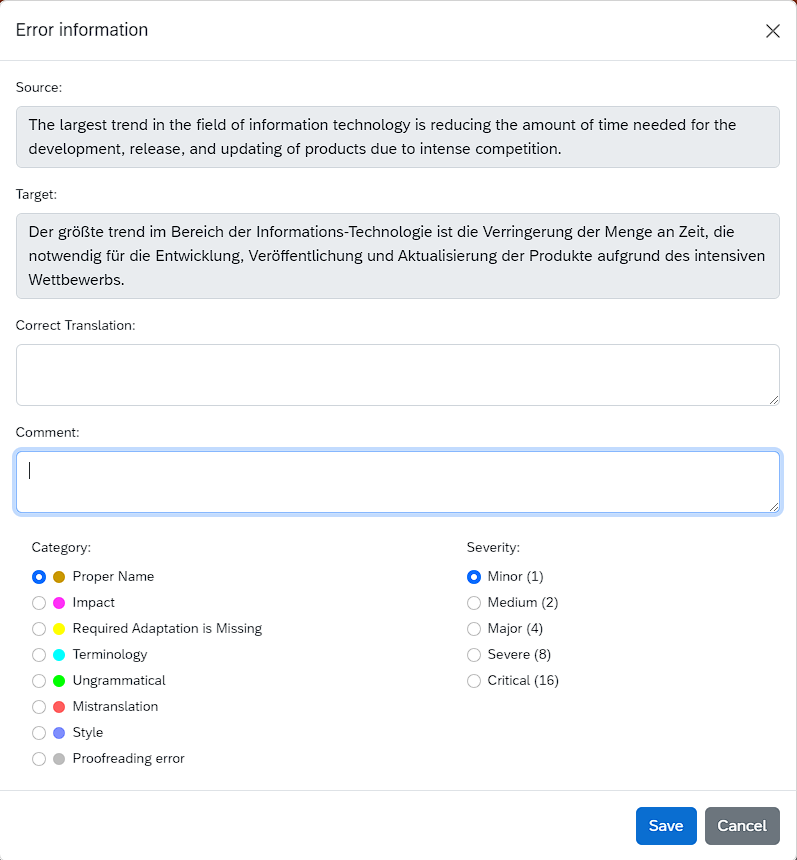 Error information
Source:
The largest trend in the field of information technology is reducing the amount of time needed for the
development, release, and updating of products due to intense competition.
Target:
Der größte trend im Bereich der Informations-Technologie ist die Verringerung der Menge an Zeit, die
notwendig für die Entwicklung, Veröffentlichung und Aktualisierung der Produkte aufgrund des intensiven
Wettbewerbs.
Correct Translation:
Comment:
Category:
Proper Name
Impact
Required Adaptation is Missing
Terminology
Ungrammatical
Mistranslation
Style
Proofreading error
Severity:
Minor (1)
Medium (2)
Major (4)
Severe (8)
Critical (16)
Save
Cancel